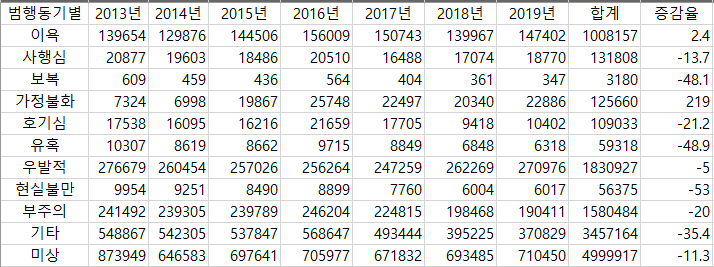 범행동기별 2013년 2014년 2015년 2016년 2017년 2018년 2019년 합계 증감율
이욕 139654 129876 144506 156009 150743 139967 147402 1008157 2.4
사행심 20877 19603 18486 20510 16488 17074 18770 131808 -13.7
보복 609 459 436 564 404 361 347 3180 -48.1
가정불화 7324 6998 19867 25748 22497 20340 22886 125660 219
호기심 17538 16095 16216 21659 17705 9418 10402 109033 -21.2
유혹 10307 8619 8662 9715 8849 6848 6318 59318 -48.9
우발적 276679 260454 257026 256264 247259 262269 270976 1830927 -5
현실불만 9954 9251 8490 8899 7760 6004 6017 56375 -53
부주의 241492 239305 239789 246204 224815 198468 190411 1580484 -20
기타 548867 542305 537847 568647 493444 395225 370829 3457164 -35.4
미상 873949 646583 697641 705977 671832 693485 710450 4999917 -11.3